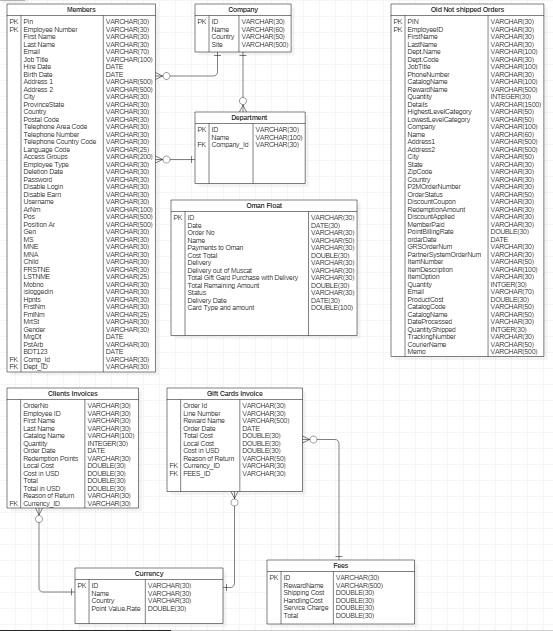 Members
PK Pin VARCHAR(30)
PK Employee Number VARCHAR(30)
First Name VARCHAR(30)
Last Name VARCHAR(30)
Email VARCHAR(70)
Job Title VARCHAR(100)
Hire Date DATE
Birth Date DATE
Address 1 VARCHAR(500)
Address 2 VARCHAR(500)
City VARCHAR(30)
ProvinceState VARCHAR(30)
Country VARCHAR(30)
Postal Code VARCHAR(30)
Telephone Area Code VARCHAR(30)
Telephone Number VARCHAR(30)
Telephone Country Code VARCHAR(30)
Language Code VARCHAR(25)
Access Groups VARCHAR(200)
Employee Type VARCHAR(30)
Deletion Date VARCHAR(30)
Password VARCHAR(30)
Disable Login VARCHAR(30)
Disable Earn VARCHAR(30)
Username VARCHAR(30)
ArNm VARCHAR(100)
Pos VARCHAR(500)
Position Ar VARCHAR(500)
Gen VARCHAR(30)
MS VARCHAR(30)
MNE VARCHAR(30)
MNA VARCHAR(30)
Child VARCHAR(30)
FRSTNE VARCHAR(30)
LSTNME VARCHAR(25)
Mobno VARCHAR(30)
isloggedin VARCHAR(30)
Hpnts VARCHAR(30)
FrstNm VARCHAR(30)
FmlNm VARCHAR(25)
MrtSt VARCHAR(30)
Gender VARCHAR(30)
MrgDt DATE
PstArb VARCHAR(30)
BDT123 DATE
FK Comp_Id VARCHAR(30)
FK Dept_ID VARCHAR(30)
Company
PK ID VARCHAR(30)
Name VARCHAR(60)
Country VARCHAR(50)
Site VARCHAR(500)
Department
PK ID VARCHAR(30)
Name VARCHAR(100)
FK Company_Id VARCHAR(30)
Oman Float
PK ID VARCHAR(30)
Date DATE(30)
Order No VARCHAR(30)
Name VARCHAR(50)
Payments to Oman VARCHAR(30)
Cost Total DOUBLE(30)
Delivery VARCHAR(30)
Delivery out of Muscat VARCHAR(30)
Total Gift Card Purchase with Delivery VARCHAR(30)
Total Remaining Amount DOUBLE(30)
Status VARCHAR(30)
Delivery Date DATE(30)
Card Type and amount DOUBLE(100)
Old Not shipped Orders
PK PIN VARCHAR(30)
PK EmployeeID VARCHAR(30)
FirstName VARCHAR(30)
LastName VARCHAR(30)
Dept.Name VARCHAR(30)
Dept.Code VARCHAR(30)
JobTitle VARCHAR(100)
PhoneNumber VARCHAR(30)
CatalogName VARCHAR(100)
RewardName VARCHAR(50)
Quantity INTEGER(30)
Details VARCHAR(1500)
HighestLevelCategory VARCHAR(50)
LowestLevelCategory VARCHAR(50)
Company VARCHAR(100)
Name VARCHAR(50)
Address1 VARCHAR(500)
Address2 VARCHAR(500)
City VARCHAR(50)
State VARCHAR(30)
ZipCode VARCHAR(30)
Country VARCHAR(30)
P2MOrderNumber VARCHAR(30)
OrderStatus VARCHAR(50)
DiscountCoupon VARCHAR(30)
RedemptionAmount VARCHAR(30)
DiscountApplied VARCHAR(30)
MemberPaid VARCHAR(30)
PointBillingRate DOUBLE(30)
ordarDate DATE
GRSOrderNum VARCHAR(30)
PartnerSystemOrderNum VARCHAR(30)
ItemNumber VARCHAR(50)
ItemDescription VARCHAR(100)
ItemOption VARCHAR(30)
Quantity INTGER(30)
Email VARCHAR(70)
ProductCost DOUBLE(30)
CatalogCode VARCHAR(50)
CatalogName VARCHAR(50)
DateProcessed VARCHAR(30)
QuantityShipped INTGER(30)
TrackingNumber VARCHAR(30)
CourierName VARCHAR(50)
Memo VARCHAR(500)
Clients Invoices
OrderNo VARCHAR(30)
Employee ID VARCHAR(30)
First Name VARCHAR(30)
Last Name VARCHAR(30)
Catalog Name VARCHAR(100)
Quantity INTEGER(30)
Order Date DATE
Redemption Points DOUBLE(30)
Local Cost DOUBLE(30)
Cost in USD DOUBLE(30)
Total DOUBLE(30)
Total in USD DOUBLE(30)
Reason of Return VARCHAR(30)
FK Currency_ID VARCHAR(30)
Gift Cards Invoice
Order Id VARCHAR(30)
Line Number VARCHAR(30)
Reward Name VARCHAR(500)
Order Date DATE
Total Cost DOUBLE(30)
Local Cost DOUBLE(30)
Cost in USD DOUBLE(30)
Reason of Return VARCHAR(50)
FK Currency_ID VARCHAR(30)
FK FEES_ID VARCHAR(30)
Currency
PK ID VARCHAR(30)
Name VARCHAR(30)
Country VARCHAR(30)
Point Value.Rate DOUBLE(30)
Fees
PK ID VARCHAR(30)
RewardName VARCHAR(500)
Shipping Cost DOUBLE(30)
HandlingCost DOUBLE(30)
Service Charge DOUBLE(30)
Total DOUBLE(30)